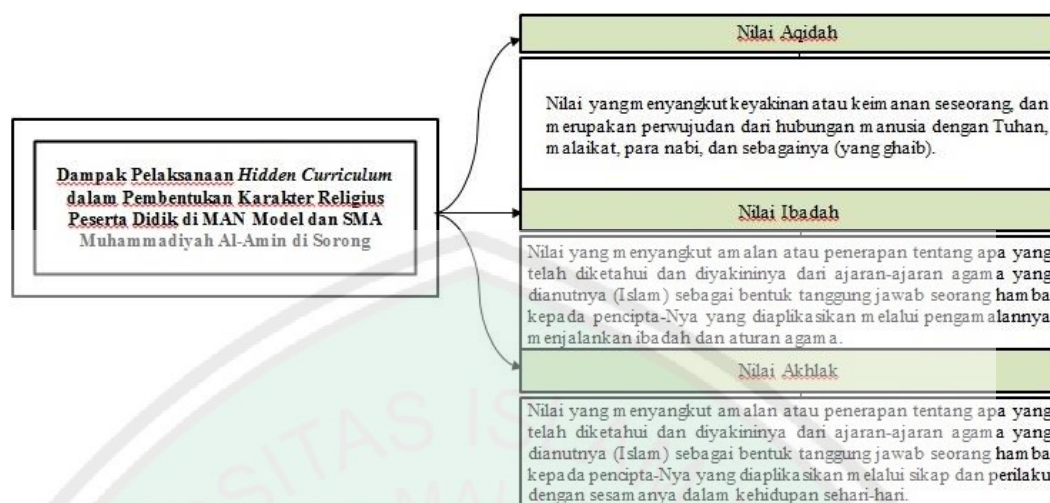 Dampak Pelaksanaan Hidden Curriculum
dalam Pembentukan Karakter Religius
Peserta Didik di MAN Model dan SMA
Muhammadiyah Al-Amin di Sorong
Nilai Aqidah
Nilai yang menyangkut keyakinan atau keimanan seseorang, dan
merupakan perwujudan dari hubungan manusia dengan Tuhan,
malaikat, para nabi, dan sebagainya (yang ghaib).
Nilai Ibadah
Nilai yang menyangkut amalan atau penerapan tentang apa yang
telah diketahui dan diyakininya dari ajaran-ajaran agama yang
dianutnya (Islam) sebagai bentuk tanggung jawab seorang hamba
kepada pencipta-Nya yang diaplikasikan melalui pengamalannya
menjalankan ibadah dan aturan agama.
Nilai Akhlak
Nilai yang menyangkut amalan atau penerapan tentang apa yang
telah diketahui dan diyakininya dari ajaran-ajaran agama yang
dianutnya (Islam) sebagai bentuk tanggung jawab seorang hamba
kepada pencipta-Nya yang diaplikasikan melalui sikap dan perilaku
dengan sesamanya dalam kehidupan sehari-hari.